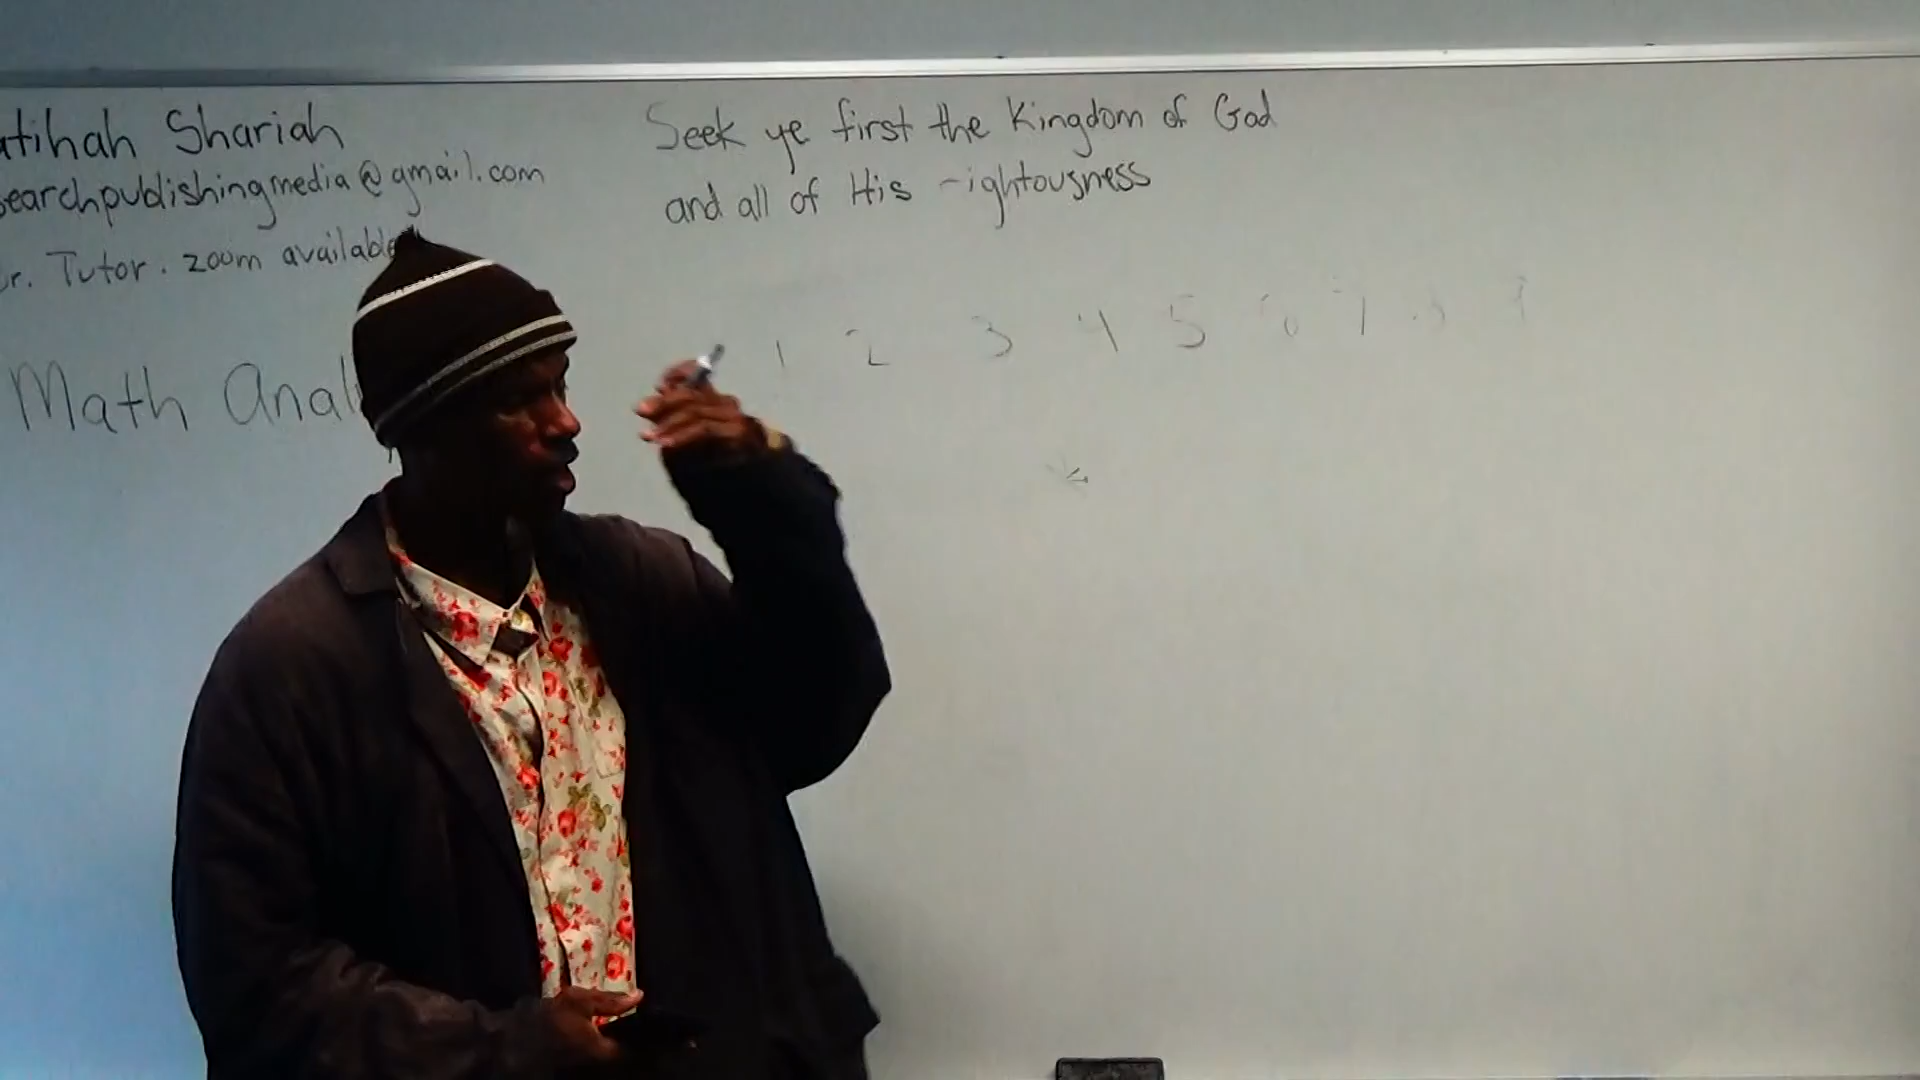 atihah Shariah
searchpublishingmedia@gmail.com
r. Tutor. zoom available
Math Anal
Seek ye first the Kingdom of God
and all of His rightousness
1 2 3 4 5 6 7 8 9